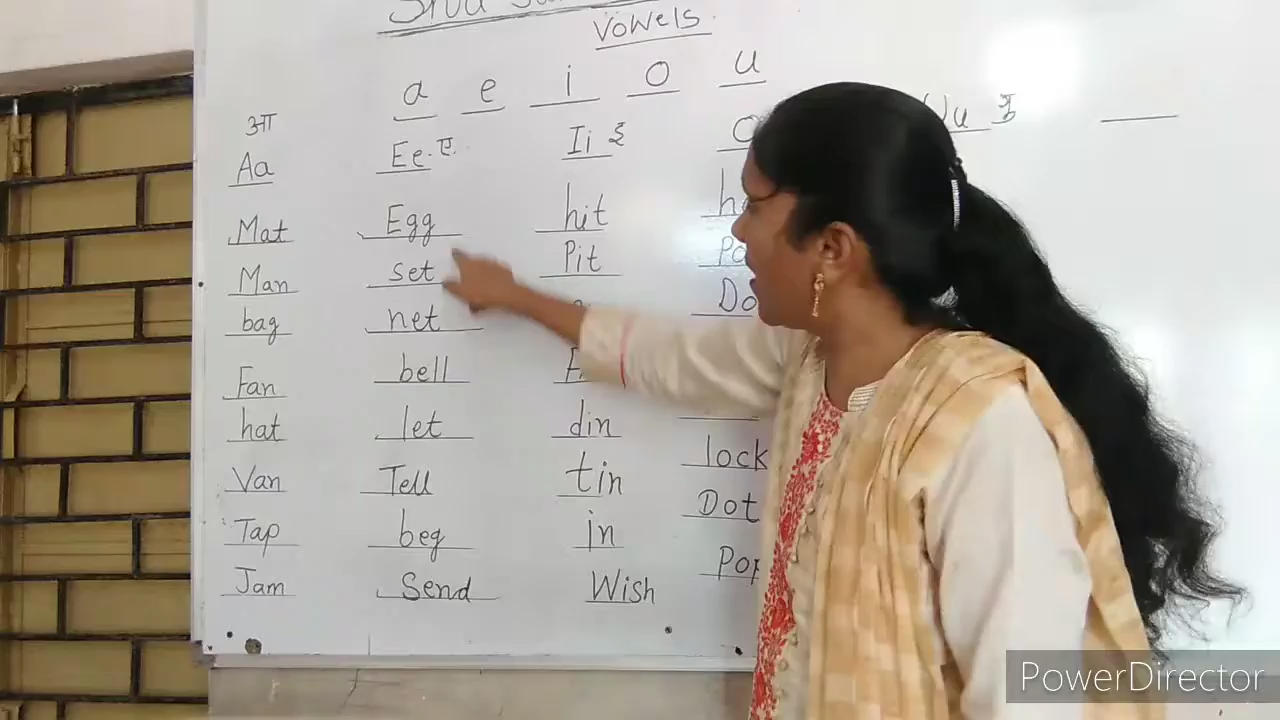 Vowels
a e i o u
आ
Aa Ee ए Ii इ
Mat Egg hit
Man set Pit
bag net
Fan bell
hat let din
Van Tell tin lock
Tap beg in Dot
Jam Send Wish Pop
PowerDirector